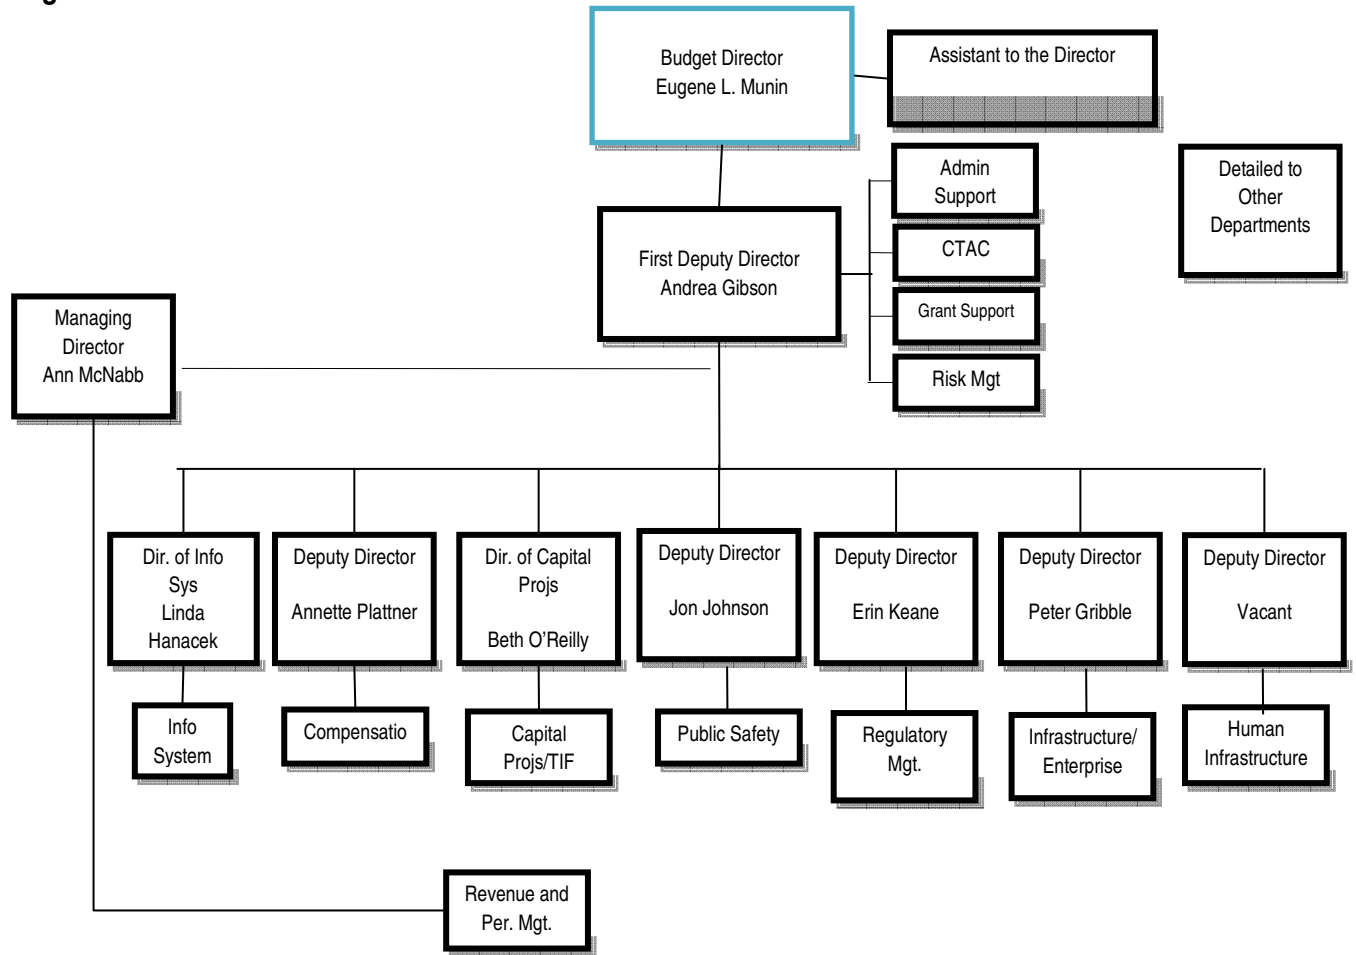 Budget Director
Eugene L. Munin
Assistant to the Director
Admin
Support
Detailed to
Other
Departments
First Deputy Director
Andrea Gibson
CTAC
Grant Support
Risk Mgt
Managing
Director
Ann McNabb
Dir. of Info
Sys
Linda
Hanacek
Deputy Director
Annette Plattner
Dir. of Capital
Projs
Beth O'Reilly
Deputy Director
Jon Johnson
Deputy Director
Erin Keane
Deputy Director
Peter Gribble
Deputy Director
Vacant
Info
System
Compensatio
Capital
Projs/TIF
Public Safety
Regulatory
Mgt.
Infrastructure/
Enterprise
Human
Infrastructure
Revenue and
Per. Mgt.